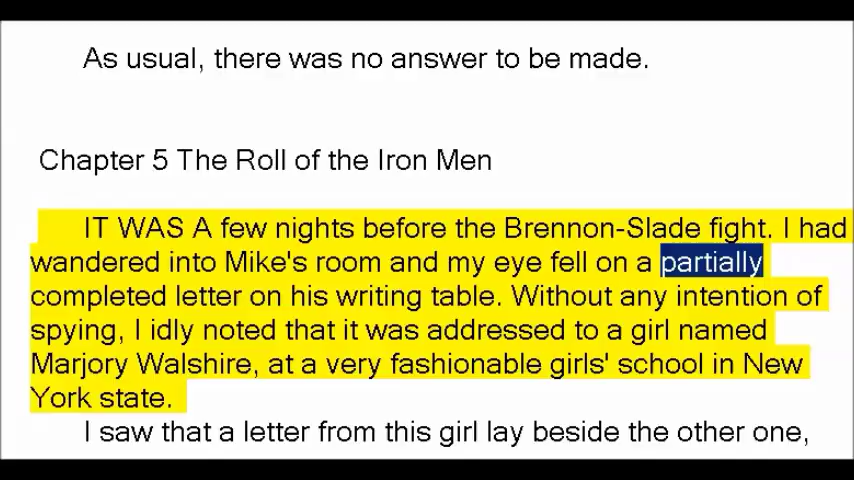 As usual, there was no answer to be made.
Chapter 5 The Roll of the Iron Men
IT WAS A few nights before the Brennon-Slade fight. I had
wandered into Mike's room and my eye fell on a partially
completed letter on his writing table. Without any intention of
spying, I idly noted that it was addressed to a girl named
Marjory Walshire, at a very fashionable girls' school in New
York state.
I saw that a letter from this girl lay beside the other one,